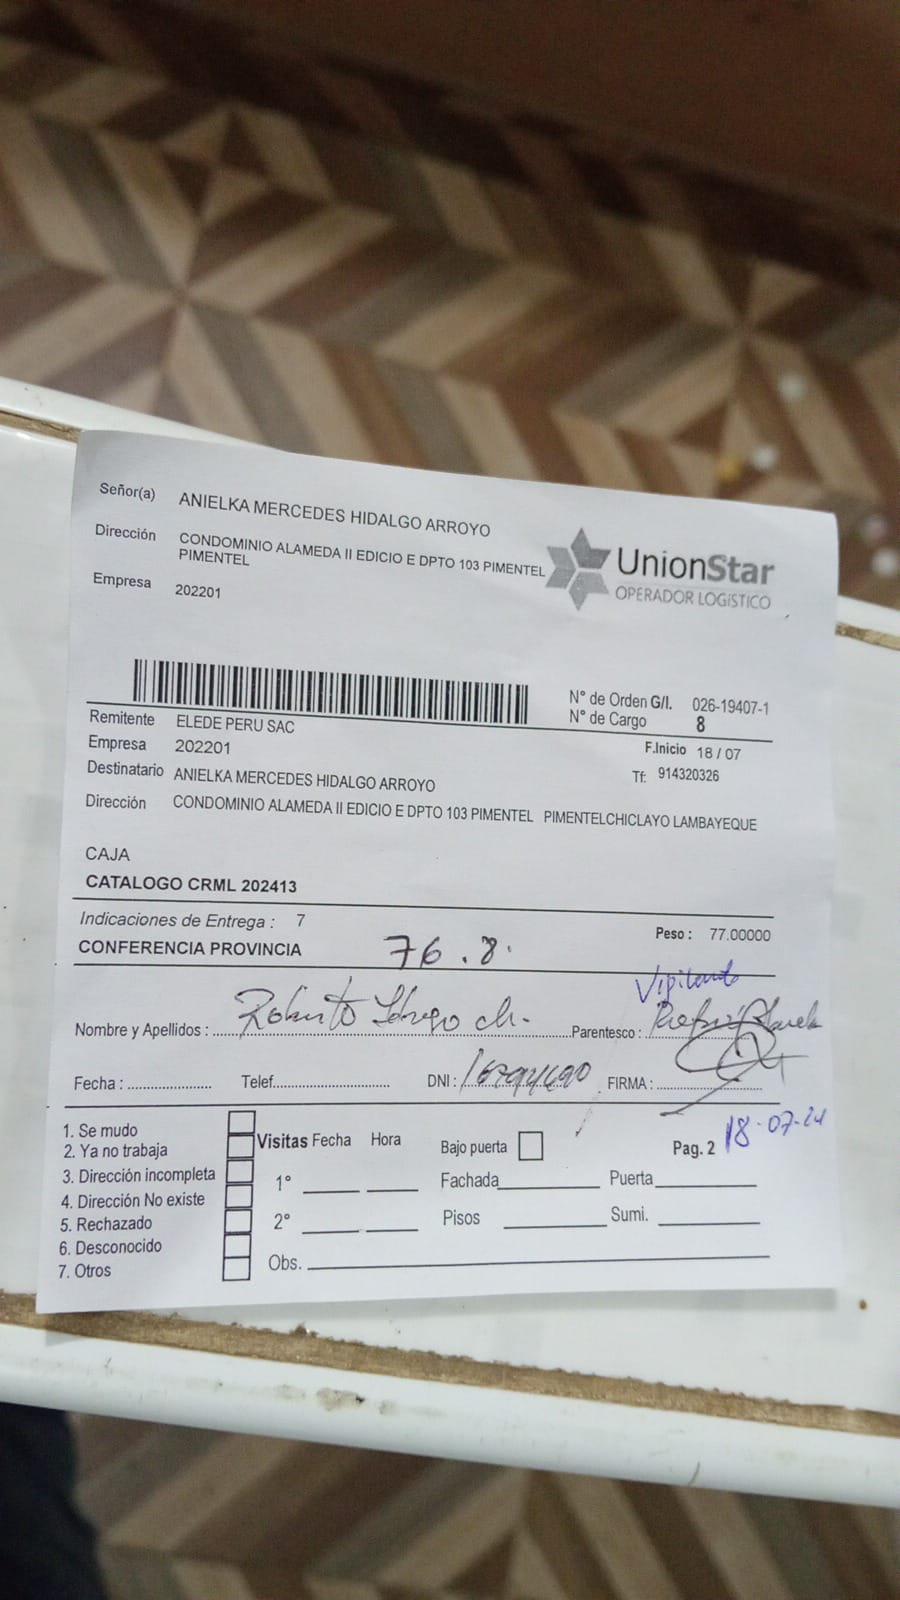 Señor(a) ANIELKA MERCEDES HIDALGO ARROYO
Dirección CONDOMINIO ALAMEDA II EDICIO E DPTO 103 PIMENTEL
PIMENTEL
Empresa 202201
UnionStar
OPERADOR LOGíSTICO
N° de Orden G/I. 026-19407-1
N° de Cargo 8
Remitente ELEDE PERU SAC
Empresa 202201
F.Inicio 18 / 07
Destinatario ANIELKA MERCEDES HIDALGO ARROYO
Tf: 914320326
Dirección CONDOMINIO ALAMEDA II EDICIO E DPTO 103 PIMENTEL PIMENTELCHICLAYO LAMBAYEQUE
CAJA
CATALOGO CRML 202413
Indicaciones de Entrega : 7
Peso : 77.00000
CONFERENCIA PROVINCIA 76.8.
Vigilante
Nombre y Apellidos : Roberto Parentesco :
Fecha : Telef. DNI : FIRMA :
1. Se mudo
2. Ya no trabaja
3. Dirección incompleta
4. Dirección No existe
5. Rechazado
6. Desconocido
7. Otros
Visitas Fecha Hora
1°
2°
Obs.
Bajo puerta
Pag. 2 18-07-24
Fachada Puerta
Pisos Sumi.